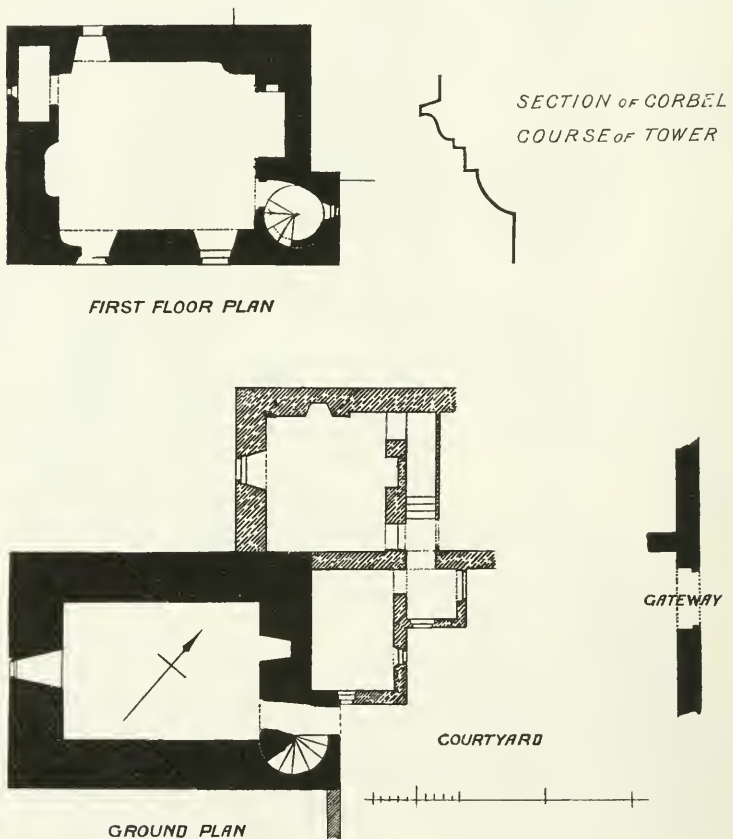 SECTION OF CORBEL
COURSE OF TOWER
FIRST FLOOR PLAN
GATEWAY
COURTYARD
GROUND PLAN